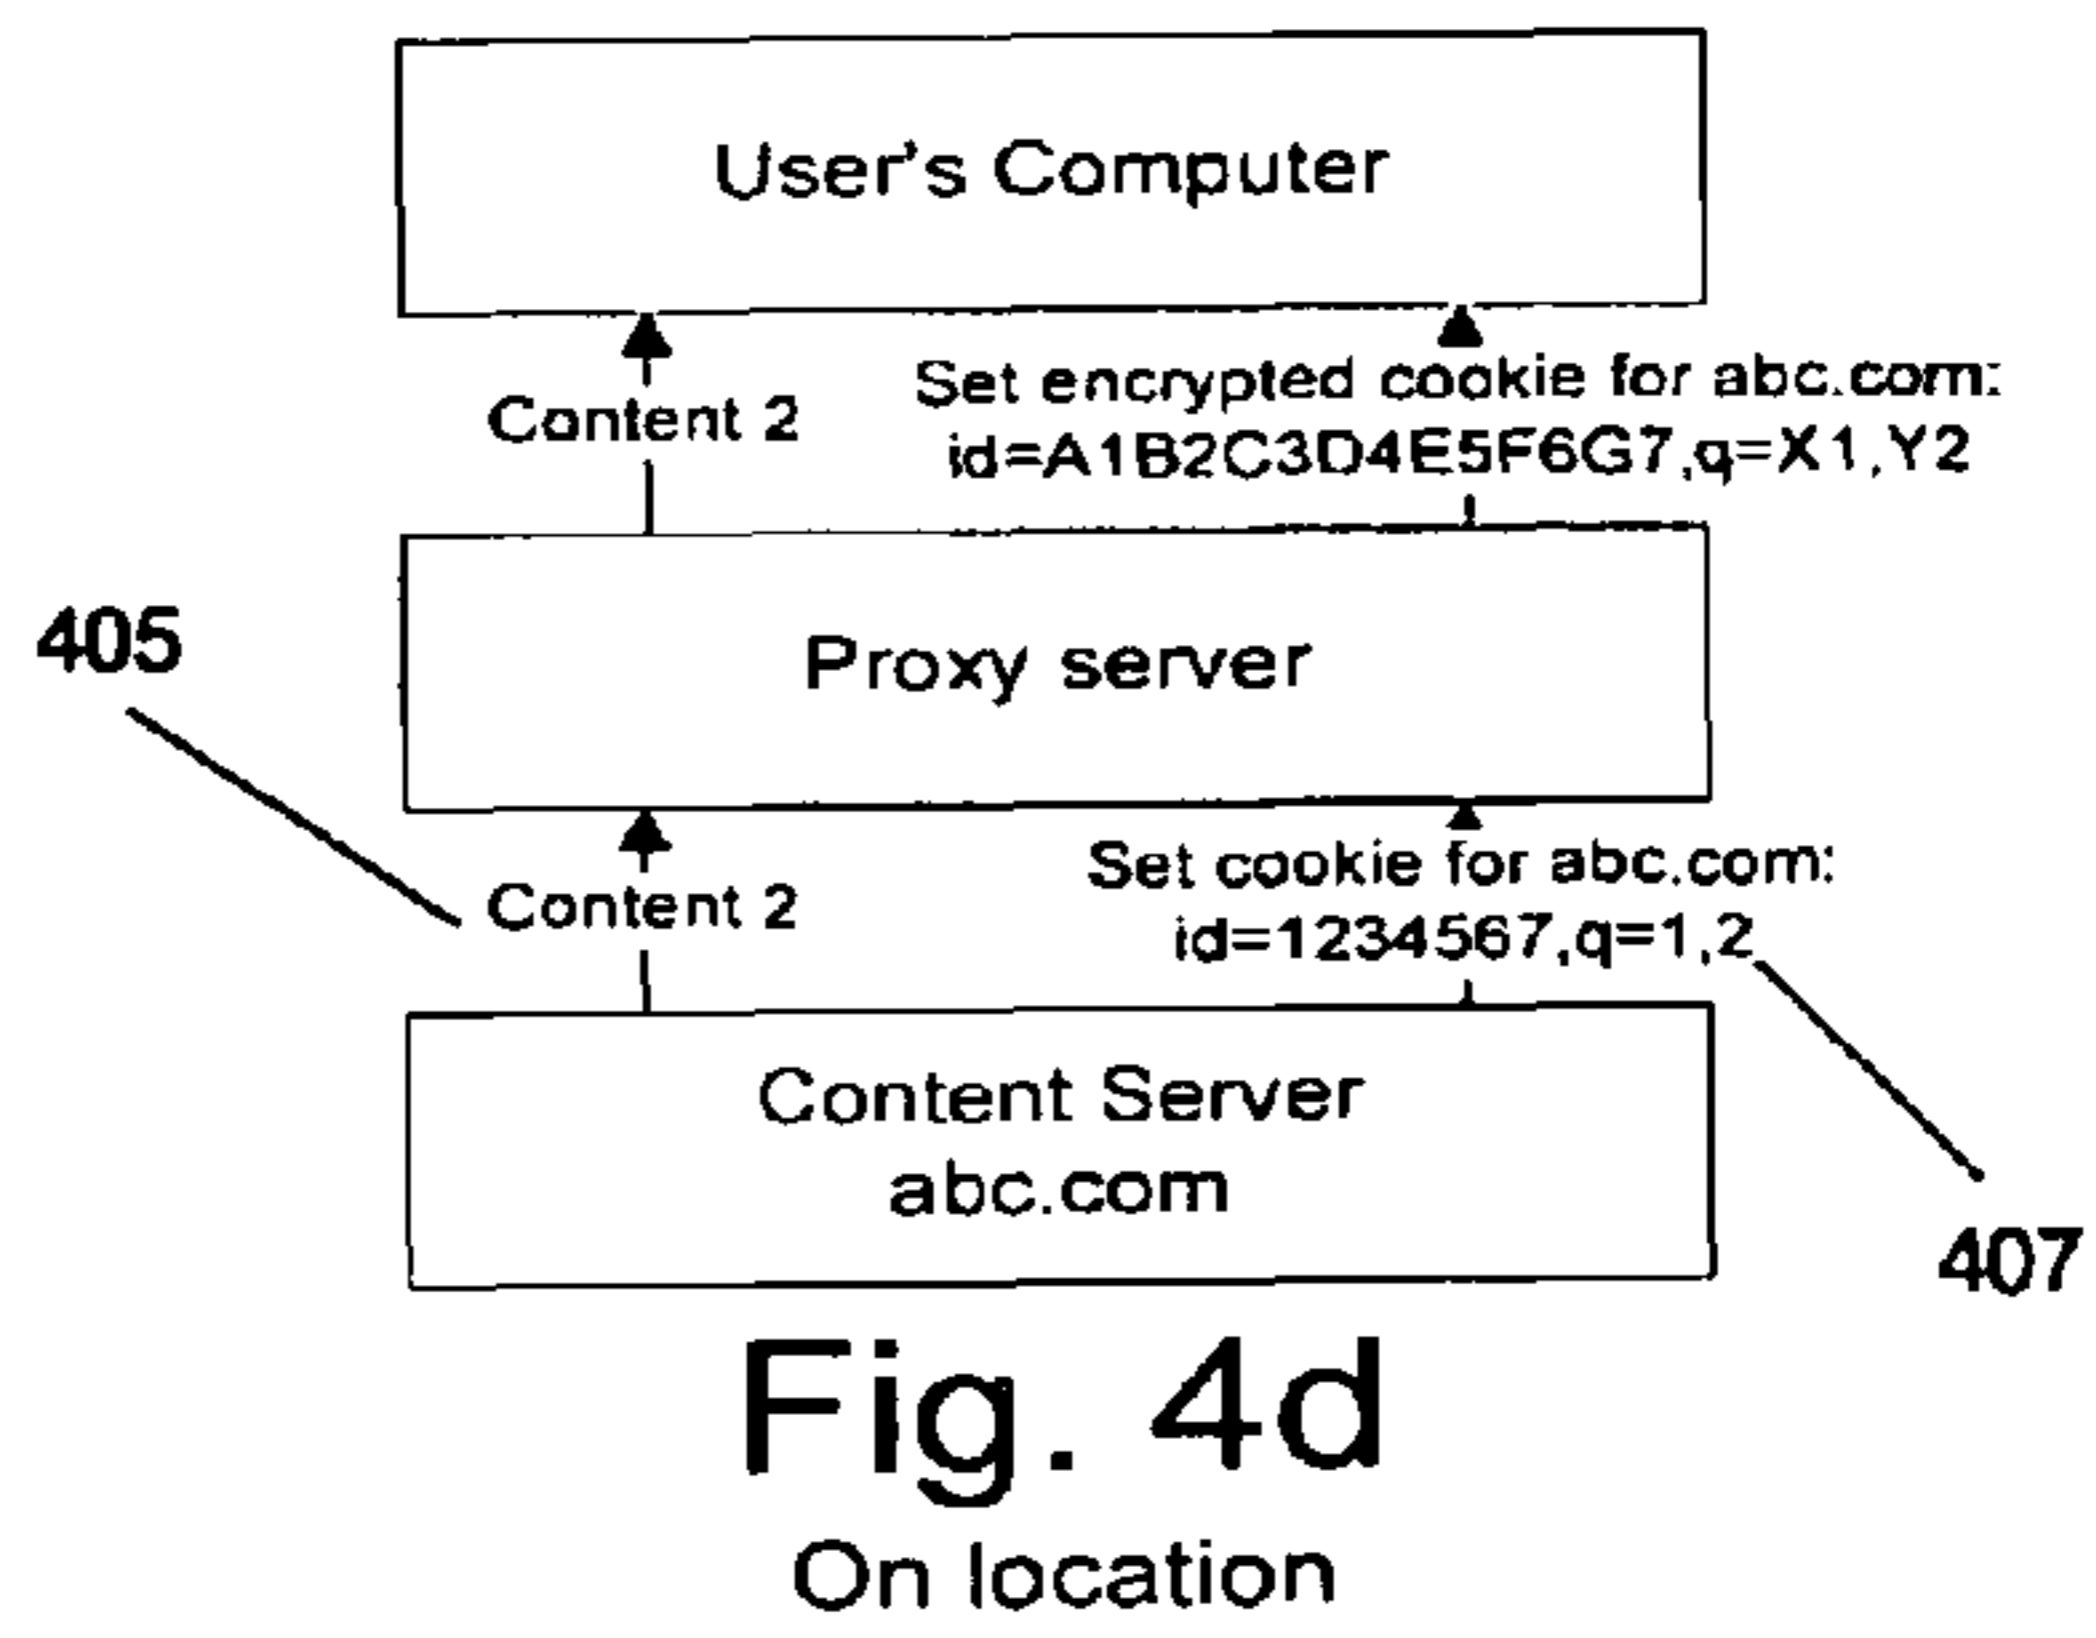 User's Computer
Content 2
Set encrypted cookie for abc.com:
id=A1B2C3D4E5F6G7,q=X1,Y2
405
Proxy server
Content 2
Set cookie for abc.com:
id=1234567,q=1,2
Content Server
abc.com
407
Fig. 4d
On location